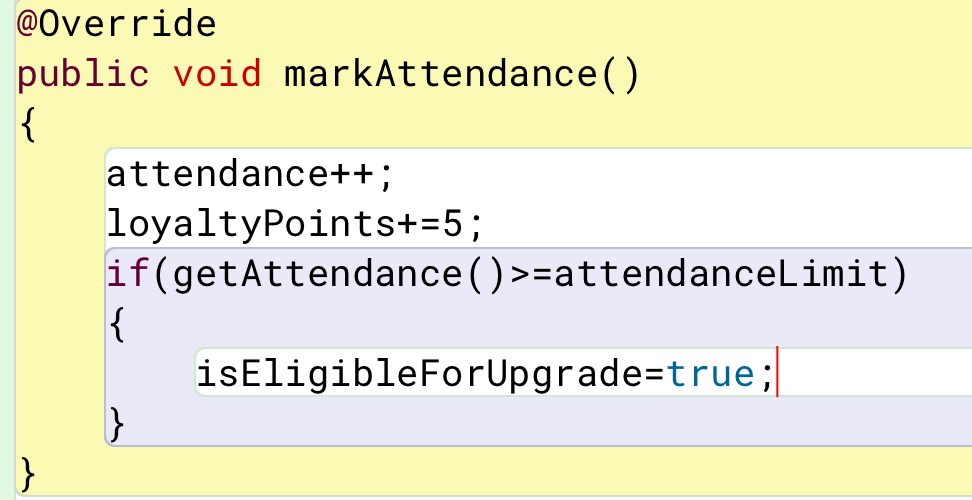 @Override
public void markAttendance()
{
attendance++;
loyaltyPoints+=5;
if(getAttendance()>=attendanceLimit)
{
isEligibleForUpgrade=true;
}
}